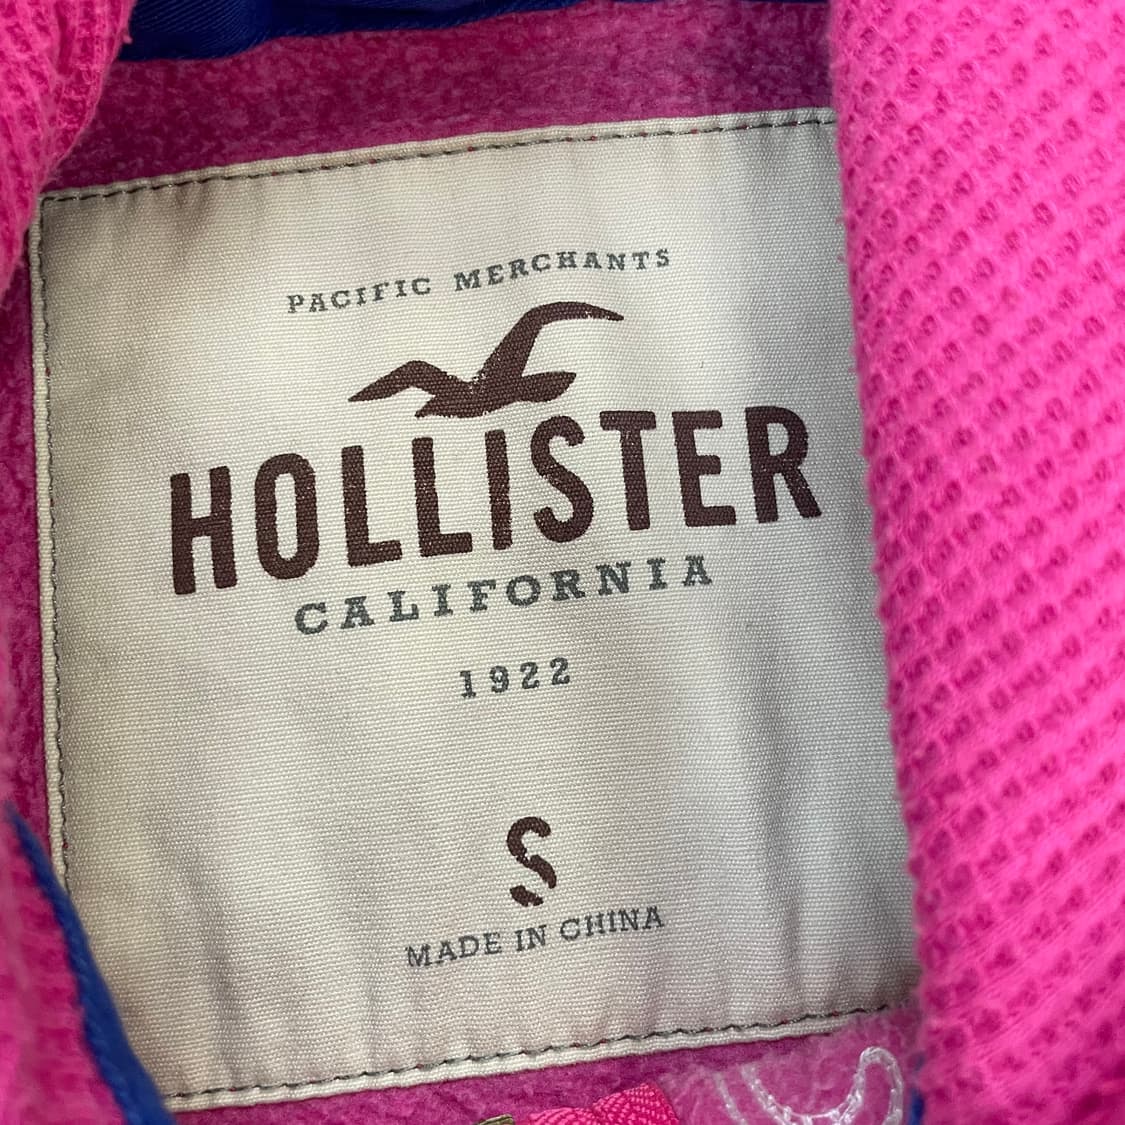 PACIFIC MERCHANTS
HOLLISTER
CALIFORNIA
1922
S
MADE IN CHINA